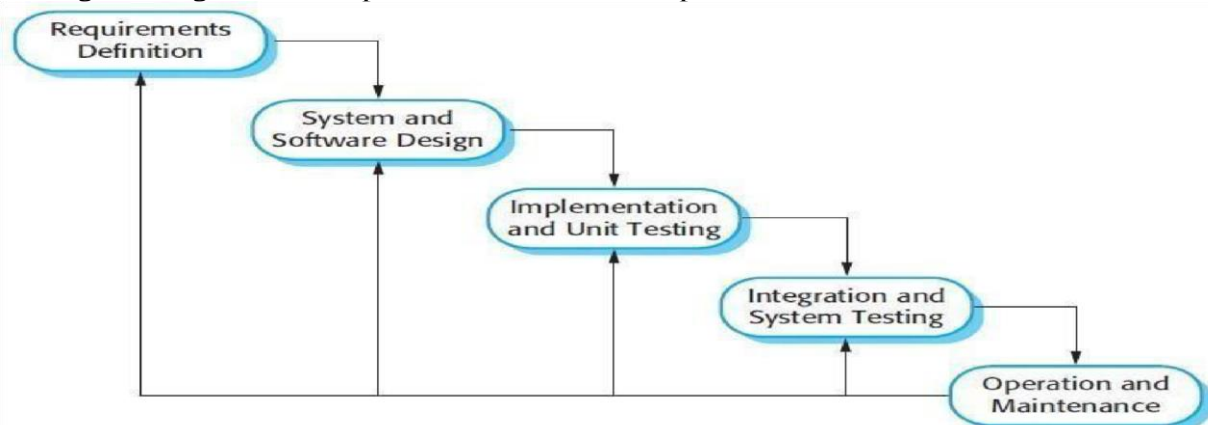 Requirements
Definition
System and
Software Design
Implementation
and Unit Testing
Integration and
System Testing
Operation and
Maintenance